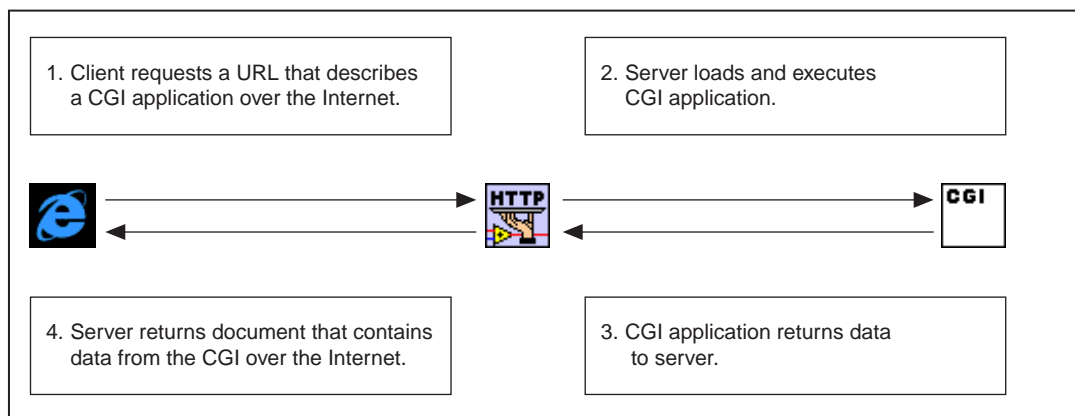 1. Client requests a URL that describes
a CGI application over the Internet.
2. Server loads and executes
CGI application.
HTTP
CGI
4. Server returns document that contains
data from the CGI over the Internet.
3. CGI application returns data
to server.